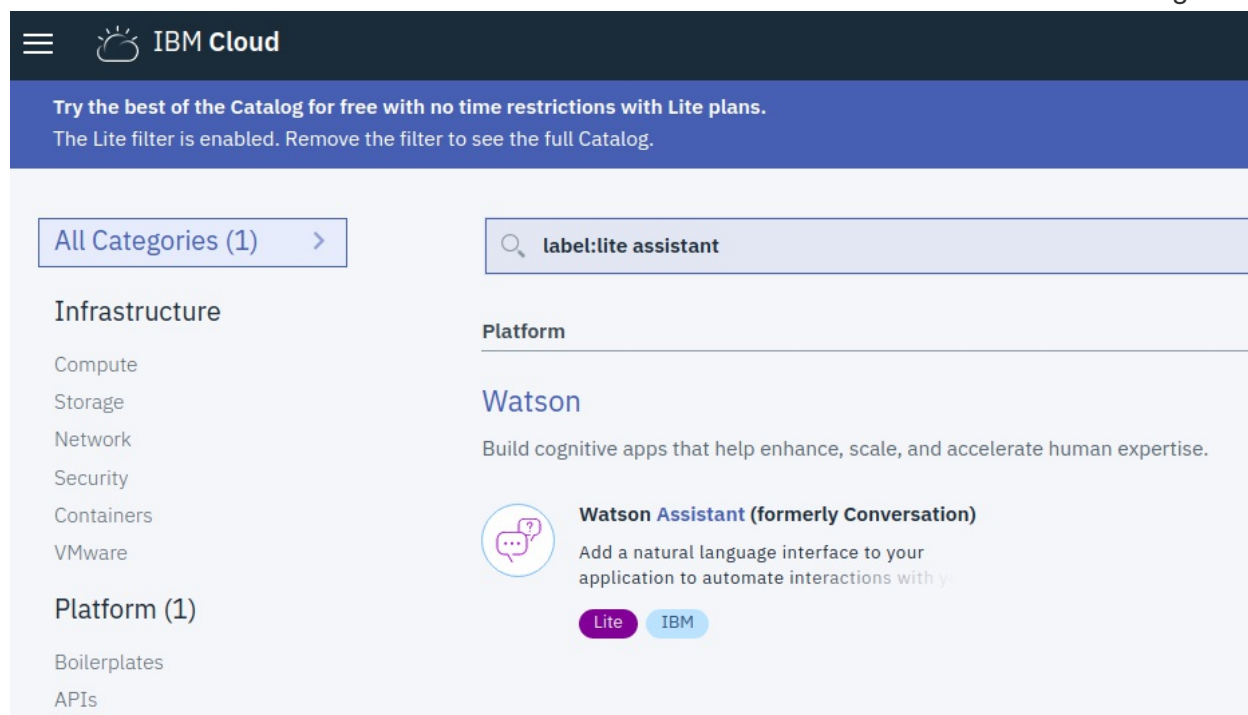 IBM Cloud
Try the best of the Catalog for free with no time restrictions with Lite plans.
The Lite filter is enabled. Remove the filter to see the full Catalog.
All Categories (1) >
label:lite assistant
Infrastructure
Compute
Storage
Network
Security
Containers
VMware
Platform (1)
Boilerplates
APIs
Platform
Watson
Build cognitive apps that help enhance, scale, and accelerate human expertise.
Watson Assistant (formerly Conversation)
Add a natural language interface to your
application to automate interactions with
Lite IBM